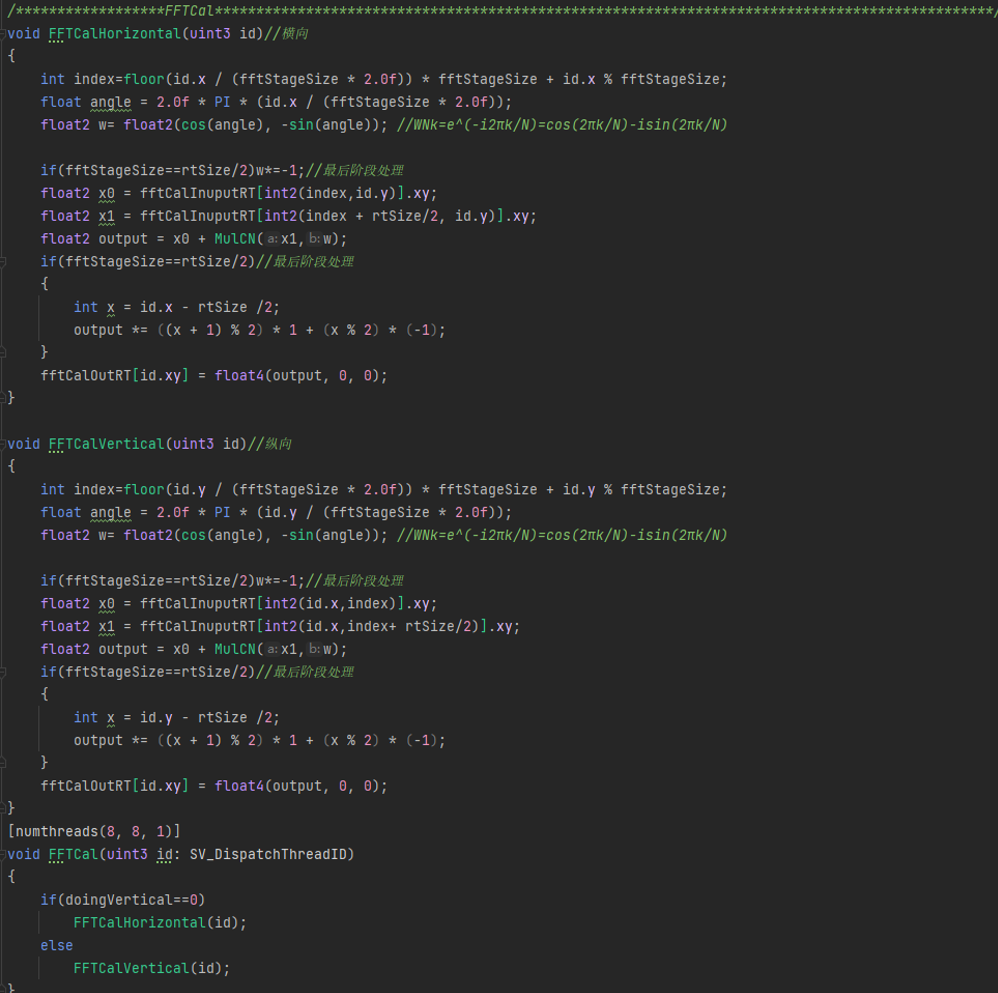 /******************FFTCal**********************************************************************************************/
void FFTCalHorizontal(uint3 id)//横向
{
    int index=floor(id.x / (fftStageSize * 2.0f)) * fftStageSize + id.x % fftStageSize;
    float angle = 2.0f * PI * (id.x / (fftStageSize * 2.0f));
    float2 w= float2(cos(angle), -sin(angle)); //WNk=e^(-i2πk/N)=cos(2πk/N)-isin(2πk/N)
    if(fftStageSize==rtSize/2)w*=-1;//最后阶段处理
    float2 x0 = fftCalInuputRT[int2(index,id.y)].xy;
    float2 x1 = fftCalInuputRT[int2(index + rtSize/2, id.y)].xy;
    float2 output = x0 + MulCN(a:x1,b:w);
    if(fftStageSize==rtSize/2)//最后阶段处理
    {
        int x = id.x - rtSize /2;
        output *= ((x + 1) % 2) * 1 + (x % 2) * (-1);
    }
    fftCalOutRT[id.xy] = float4(output, 0, 0);
}
void FFTCalVertical(uint3 id)//纵向
{
    int index=floor(id.y / (fftStageSize * 2.0f)) * fftStageSize + id.y % fftStageSize;
    float angle = 2.0f * PI * (id.y / (fftStageSize * 2.0f));
    float2 w= float2(cos(angle), -sin(angle)); //WNk=e^(-i2πk/N)=cos(2πk/N)-isin(2πk/N)
    if(fftStageSize==rtSize/2)w*=-1;//最后阶段处理
    float2 x0 = fftCalInuputRT[int2(id.x,index)].xy;
    float2 x1 = fftCalInuputRT[int2(id.x,index+ rtSize/2)].xy;
    float2 output = x0 + MulCN(a:x1,b:w);
    if(fftStageSize==rtSize/2)//最后阶段处理
    {
        int x = id.y - rtSize /2;
        output *= ((x + 1) % 2) * 1 + (x % 2) * (-1);
    }
    fftCalOutRT[id.xy] = float4(output, 0, 0);
}
[numthreads(8, 8, 1)]
void FFTCal(uint3 id: SV_DispatchThreadID)
{
    if(doingVertical==0)
        FFTCalHorizontal(id);
    else
        FFTCalVertical(id);
}